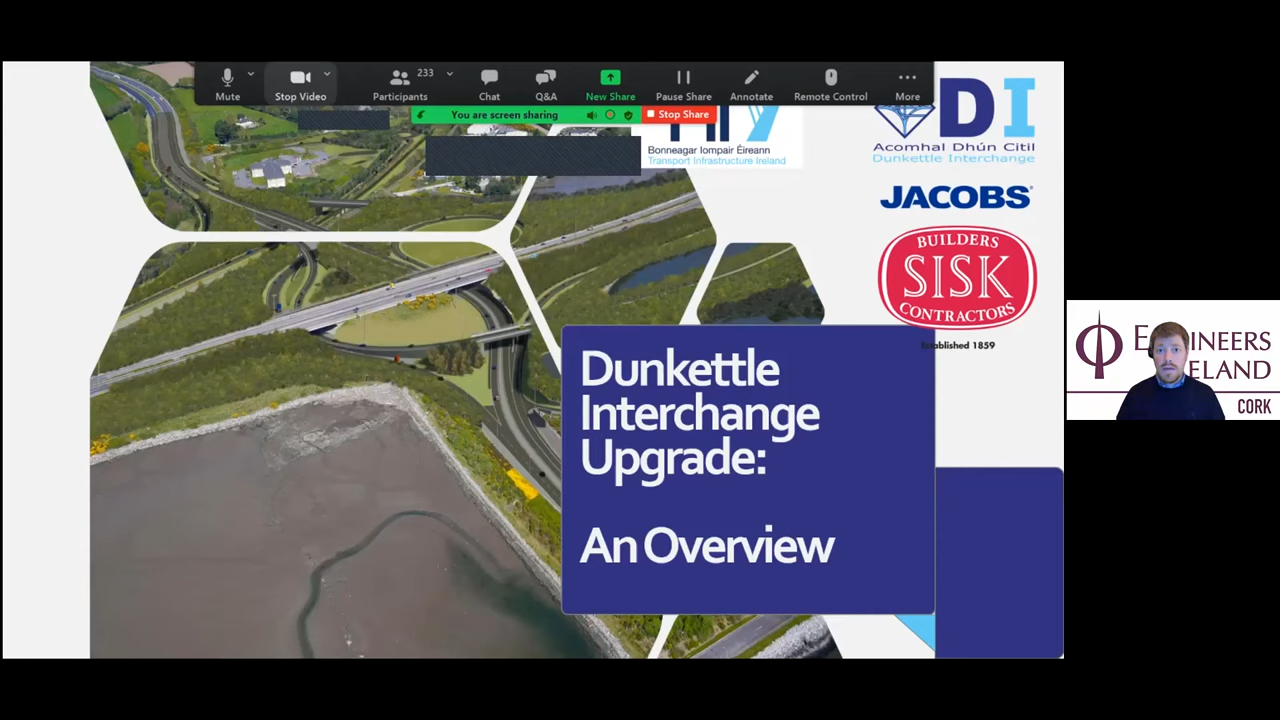 233
Mute
Stop Video
Participants
Chat
Q&A
New Share
Pause Share
Annotate
Remote Control
More
You are screen sharing
Stop Share
Bonneagar Iompair Éireann
Transport Infrastructure Ireland
DI
Acomhal Dhún Citil
Dunkettle Interchange
JACOBS
BUILDERS
SISK
CONTRACTORS
Established 1859
Dunkettle
Interchange
Upgrade:
An Overview
CORK